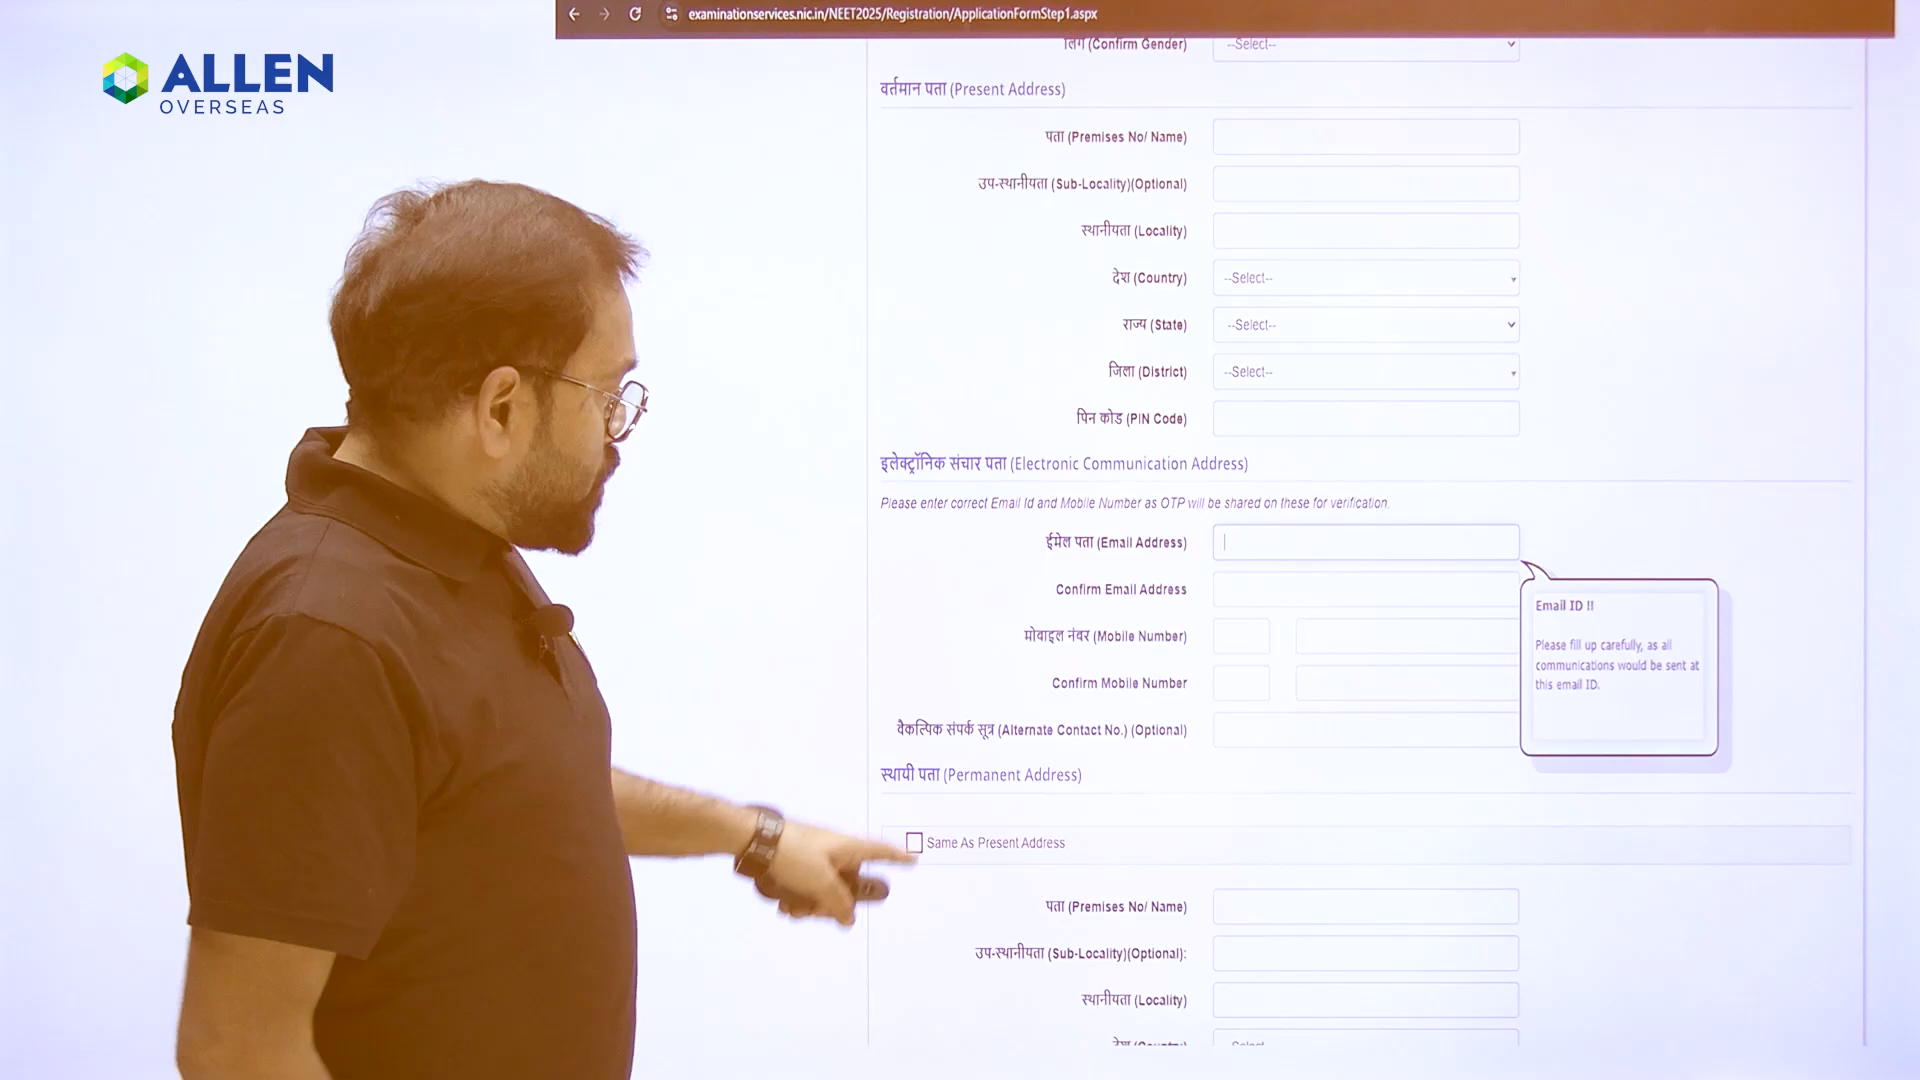 examinationservices.nic.in/NEET2025/Registration/ApplicationFormStep1.aspx
ALLEN
OVERSEAS
लिंग (Confirm Gender) --Select--
वर्तमान पता (Present Address)
पता (Premises No/ Name)
उप-स्थानीयता (Sub-Locality)(Optional)
स्थानीयता (Locality)
देश (Country) --Select--
राज्य (State) --Select--
जिला (District) --Select--
पिन कोड (PIN Code)
इलेक्ट्रॉनिक संचार पता (Electronic Communication Address)
Please enter correct Email Id and Mobile Number as OTP will be shared on these for verification.
ईमेल पता (Email Address)
Confirm Email Address
मोबाइल नंबर (Mobile Number)
Confirm Mobile Number
वैकल्पिक संपर्क सूत्र (Alternate Contact No.) (Optional)
Email ID !!
Please fill up carefully, as all
communications would be sent at
this email ID.
स्थायी पता (Permanent Address)
Same As Present Address
पता (Premises No/ Name)
उप-स्थानीयता (Sub-Locality)(Optional):
स्थानीयता (Locality)
देश (Country) --Select--